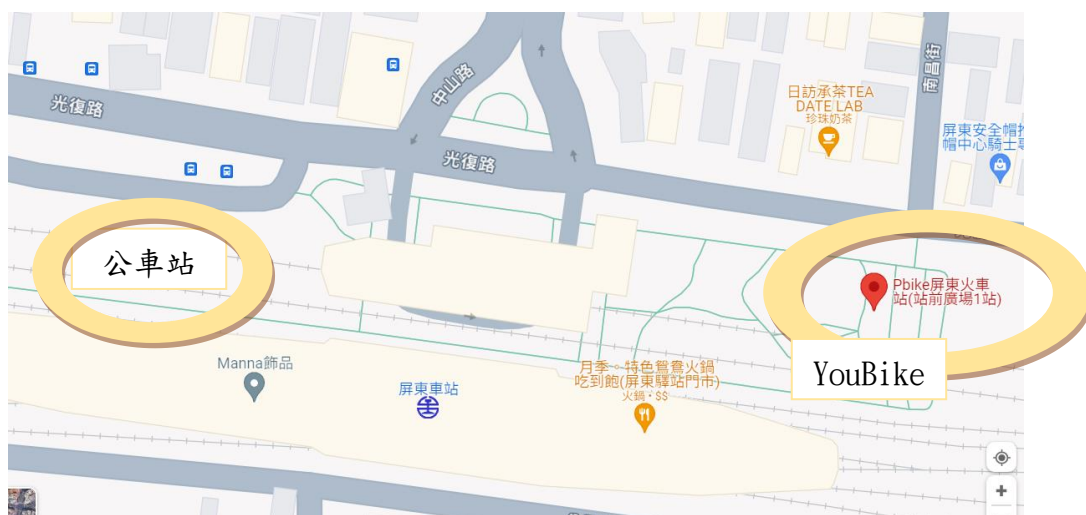 光復路
中山路
光復路
南昌街
日訪承茶TEA
DATE LAB
珍珠奶茶
屏東安全帽
帽中心騎士
公車站
Pbike屏東火車
站(站前廣場1站)
YouBike
Manna飾品
屏東車站
月季。特色鴛鴦火鍋
吃到飽(屏東驛站門市)
火鍋·$$